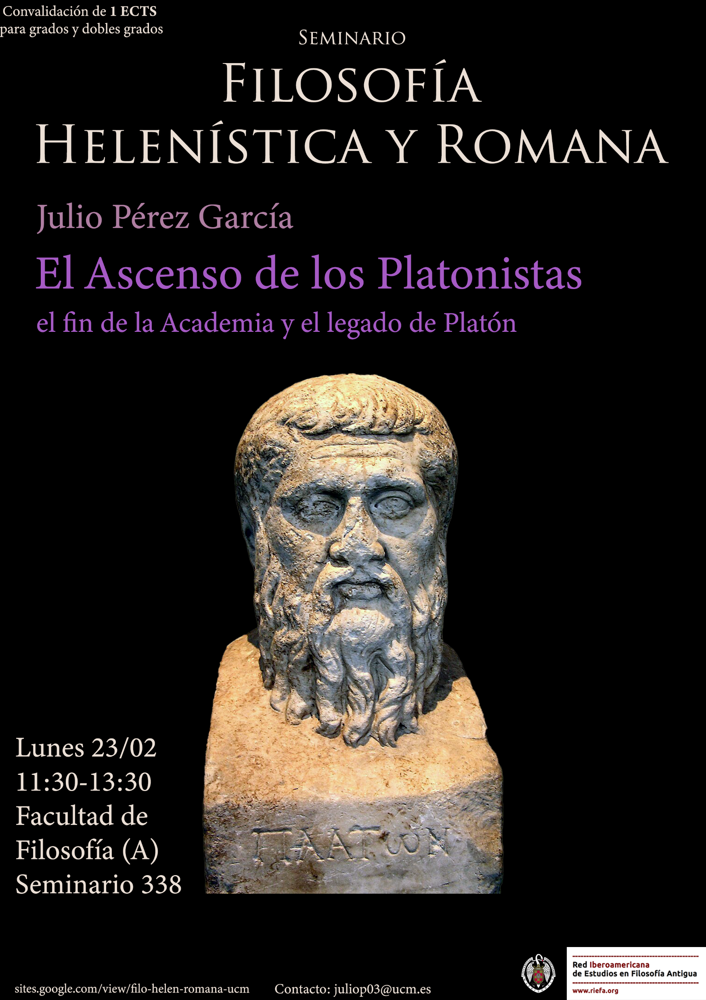 Convalidación de 1 ECTS
para grados y dobles grados
Seminario
Filosofía
Helenística y Romana
Julio Pérez García
El Ascenso de los Platonistas
el fin de la Academia y el legado de Platón
Lunes 23/02
11:30-13:30
Facultad de
Filosofía (A)
Seminario 338
ΠΛΑΤωΝ
Red Iberoamericana
de Estudios en Filosofía Antigua
www.riefa.org
sites.google.com/view/filo-helen-romana-ucm
Contacto: juliop03@ucm.es